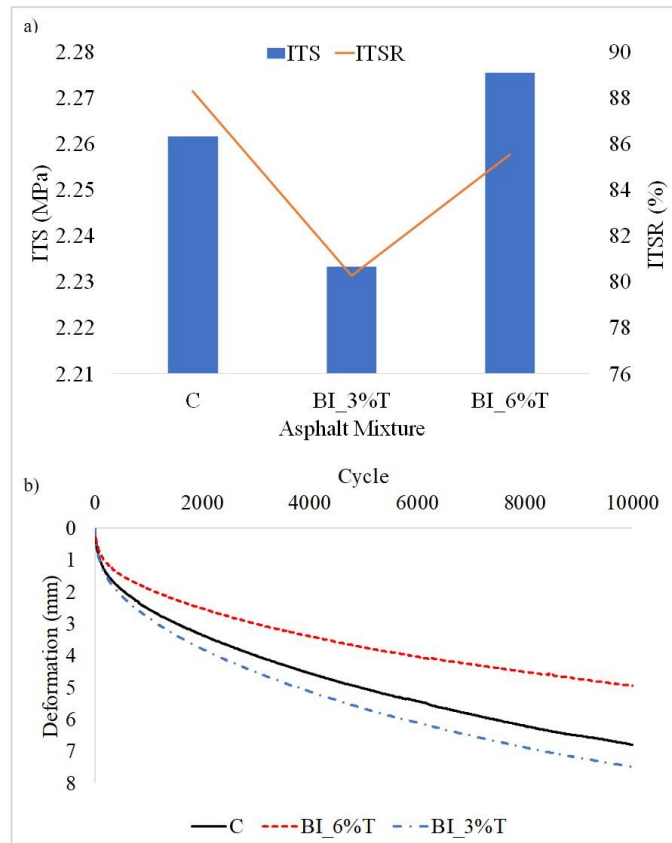 a)
ITS ITSR
2.28 90
2.27 88
2.26 86
2.25 84
2.24 82
2.23 80
2.22 78
2.21 76
ITS (MPa)
ITSR (%)
C BI_3%T BI_6%T
Asphalt Mixture
b)
Cycle
0 2000 4000 6000 8000 10000
0
1
2
3
4
5
6
7
8
Deformation (mm)
C BI_6%T BI_3%T